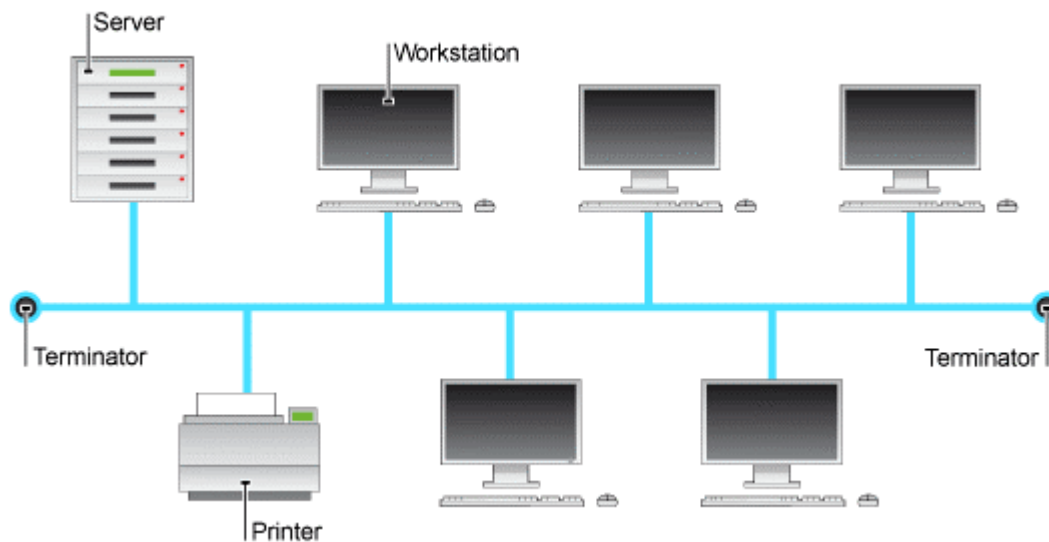 Server
Workstation
Terminator
Terminator
Printer